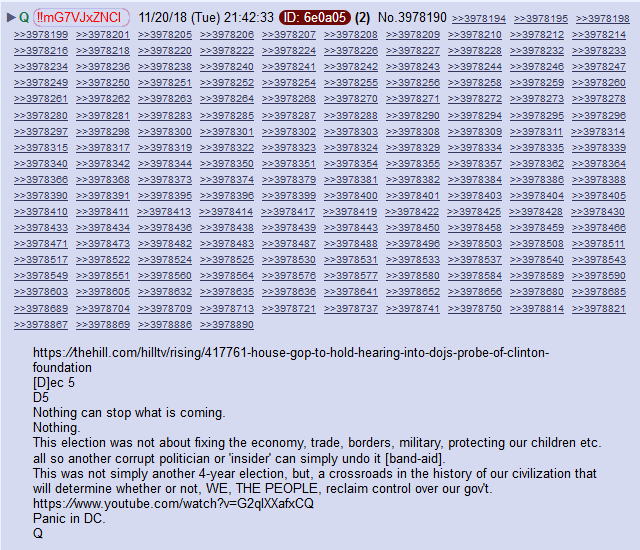 Q !!mG7VJxZNCI 11/20/18 (Tue) 21:42:33 ID: 6e0a05 (2) No.3978190 >>3978194 >>3978195 >>3978198
>>3978199 >>3978201 >>3978205 >>3978206 >>3978207 >>3978208 >>3978209 >>3978210 >>3978212 >>3978214
>>3978216 >>3978218 >>3978220 >>3978222 >>3978224 >>3978226 >>3978227 >>3978228 >>3978232 >>3978233
>>3978234 >>3978236 >>3978238 >>3978240 >>3978241 >>3978243 >>3978244 >>3978245 >>3978246 >>3978247
>>3978249 >>3978250 >>3978251 >>3978252 >>3978254 >>3978255 >>3978256 >>3978258 >>3978259 >>3978260
>>3978261 >>3978262 >>3978263 >>3978264 >>3978268 >>3978270 >>3978271 >>3978272 >>3978273 >>3978278
>>3978280 >>3978281 >>3978283 >>3978285 >>3978287 >>3978288 >>3978290 >>3978294 >>3978295 >>3978296
>>3978297 >>3978298 >>3978300 >>3978301 >>3978302 >>3978303 >>3978308 >>3978309 >>3978311 >>3978314
>>3978315 >>3978317 >>3978319 >>3978322 >>3978323 >>3978324 >>3978329 >>3978334 >>3978335 >>3978339
>>3978340 >>3978342 >>3978344 >>3978350 >>3978351 >>3978354 >>3978355 >>3978357 >>3978362 >>3978364
>>3978366 >>3978368 >>3978373 >>3978374 >>3978379 >>3978381 >>3978382 >>3978384 >>3978386 >>3978388
>>3978390 >>3978391 >>3978395 >>3978396 >>3978399 >>3978400 >>3978401 >>3978403 >>3978404 >>3978405
>>3978410 >>3978411 >>3978413 >>3978414 >>3978417 >>3978419 >>3978422 >>3978425 >>3978428 >>3978430
>>3978433 >>3978434 >>3978436 >>3978438 >>3978439 >>3978443 >>3978450 >>3978458 >>3978459 >>3978466
>>3978471 >>3978473 >>3978482 >>3978483 >>3978487 >>3978488 >>3978496 >>3978503 >>3978508 >>3978511
>>3978517 >>3978522 >>3978524 >>3978525 >>3978530 >>3978531 >>3978533 >>3978537 >>3978540 >>3978543
>>3978549 >>3978551 >>3978560 >>3978564 >>3978576 >>3978577 >>3978580 >>3978584 >>3978589 >>3978590
>>3978603 >>3978605 >>3978632 >>3978635 >>3978636 >>3978641 >>3978652 >>3978656 >>3978680 >>3978685
>>3978689 >>3978704 >>3978709 >>3978713 >>3978721 >>3978737 >>3978741 >>3978750 >>3978814 >>3978821
>>3978867 >>3978869 >>3978886 >>3978890
https://thehill.com/hilltv/rising/417761-house-gop-to-hold-hearing-into-dojs-probe-of-clinton-
foundation
[D]ec 5
D5
Nothing can stop what is coming.
Nothing.
This election was not about fixing the economy, trade, borders, military, protecting our children etc.
all so another corrupt politician or 'insider' can simply undo it [band-aid].
This was not simply another 4-year election, but, a crossroads in the history of our civilization that
will determine whether or not, WE, THE PEOPLE, reclaim control over our gov't.
https://www.youtube.com/watch?v=G2qIXXafxCQ
Panic in DC.
Q